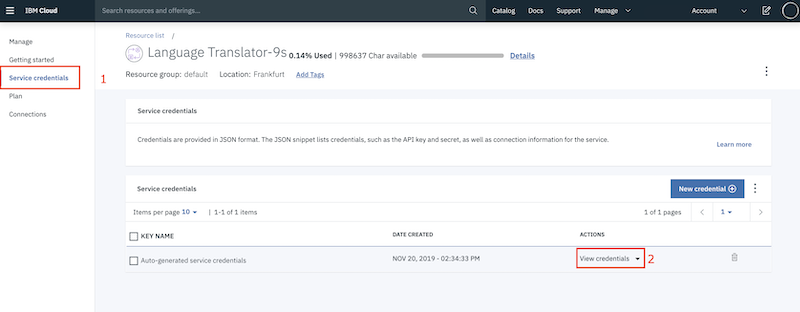 IBM Cloud Search resources and offerings... Catalog Docs Support Manage Account
Manage
Getting started
Service credentials
Plan
Connections
1
Resource list /
Language Translator-9s 0.14% Used | 998637 Char available Details
Resource group: default Location: Frankfurt Add Tags
Service credentials
Credentials are provided in JSON format. The JSON snippet lists credentials, such as the API key and secret, as well as connection information for the service.
Learn more
Service credentials New credential
Items per page 10 | 1-1 of 1 items 1 of 1 pages 1
KEY NAME DATE CREATED ACTIONS
Auto-generated service credentials NOV 20, 2019 - 02:34:33 PM View credentials 2